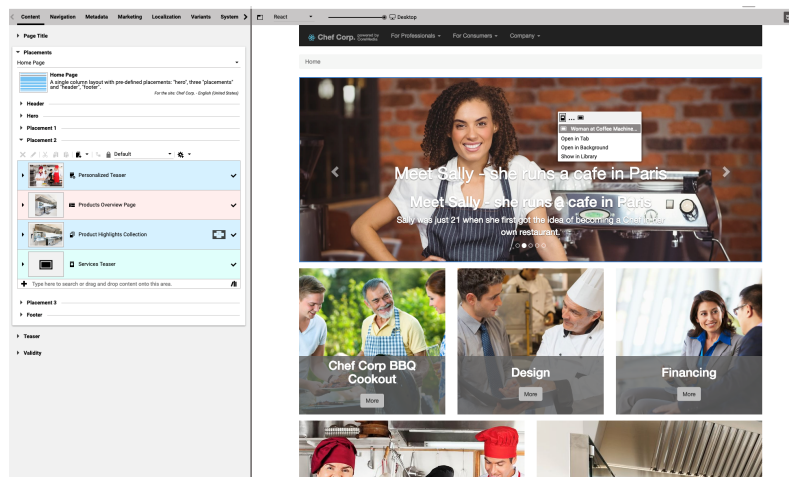 Content Navigation Metadata Marketing Localization Variants System
Page Title
Placements
Home Page
Home Page
A single column layout with pre-defined placements: "hero", three "placements"
and "header", "footer".
For the site: Chef Corp. - English (United States)
Header
Hero
Placement 1
Placement 2
Default
Personalized Teaser
Products Overview Page
Product Highlights Collection
Services Teaser
Type here to search or drag and drop content onto this area.
Placement 3
Footer
Teaser
Validity
React
Desktop
Chef Corp. powered by CoreMedia For Professionals For Consumers Company
Home
...
Woman at Coffee Machine...
Open in Tab
Open in Background
Show in Library
Meet Sally - she runs a cafe in Paris
Meet Sally - she runs a cafe in Paris
Sally was just 21 when she first got the idea of becoming a Chef in her
own restaurant.
Chef Corp BBQ
Cookout
More
Design
More
Financing
More